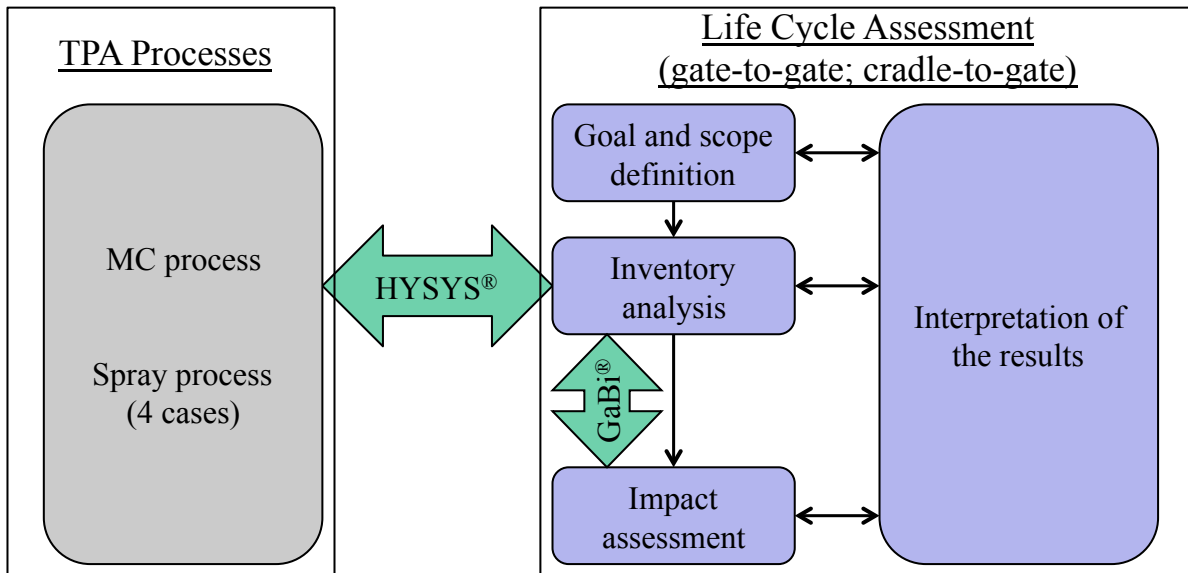 TPA Processes
MC process
Spray process
(4 cases)
HYSYS®
Life Cycle Assessment
(gate-to-gate; cradle-to-gate)
Goal and scope
definition
Inventory
analysis
GaBi®
Impact
assessment
Interpretation of
the results